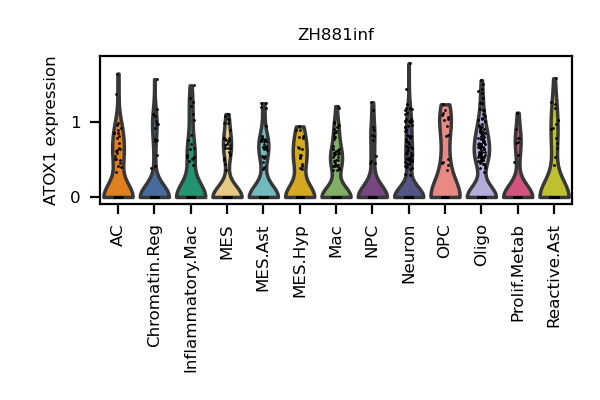 ZH881inf
ATOX1 expression
1
0
AC
Chromatin.Reg
Inflammatory.Mac
MES
MES.Ast
MES.Hyp
Mac
NPC
Neuron
OPC
Oligo
Prolif.Metab
Reactive.Ast